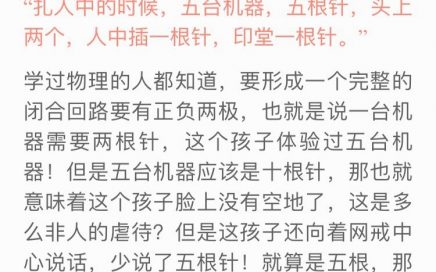 “扎人中的时候，五台机器，五根针，头上
两个，人中插一根针，印堂一根针。”
学过物理的人都知道，要形成一个完整的
闭合回路要有正负两极，也就是说一台机
器需要两根针，这个孩子体验过五台机
器！但是五台机器应该是十根针，那也就
意味着这个孩子脸上没有空地了，这是多
么非人的虐待？但是这孩子还向着网戒中
心说话，少说了五根针！就算是五根，那